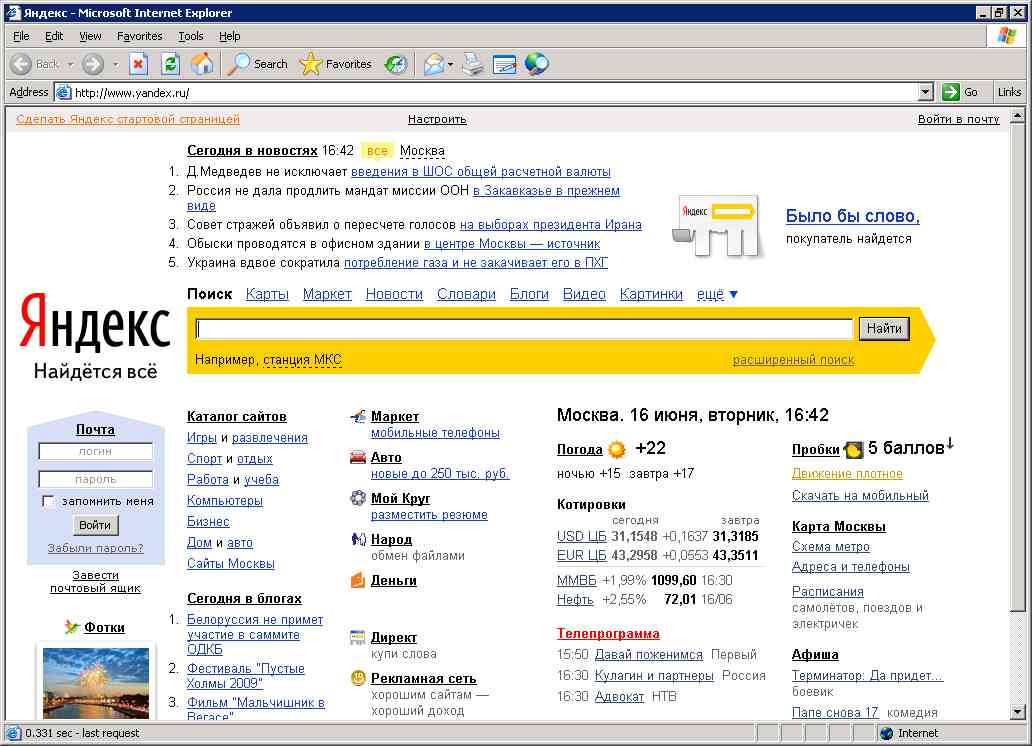 Яндекс - Microsoft Internet Explorer
File Edit View Favorites Tools Help
Back Search Favorites
Address http://www.yandex.ru/ Go Links
Сделать Яндекс стартовой страницей Настроить Войти в почту
Сегодня в новостях 16:42 все Москва
1. Д.Медведев не исключает введения в ШОС общей расчетной валюты
2. Россия не дала продлить мандат миссии ООН в Закавказье в прежнем
виде
3. Совет стражей объявил о пересчете голосов на выборах президента Ирана
4. Обыски проводятся в офисном здании в центре Москвы — источник
5. Украина вдвое сократила потребление газа и не закачивает его в ПХГ
Яндекс
Было бы слово,
покупатель найдется
Поиск Карты Маркет Новости Словари Блоги Видео Картинки ещё ▼
Яндекс
Найдётся всё
Найти
Например, станция МКС расширенный поиск
Почта
логин
пароль
запомнить меня
Войти
Забыли пароль?
Завести
почтовый ящик
Фотки
Каталог сайтов
Игры и развлечения
Спорт и отдых
Работа и учеба
Компьютеры
Бизнес
Дом и авто
Сайты Москвы
Сегодня в блогах
1. Белоруссия не примет
участие в саммите
ОДКБ
2. Фестиваль "Пустые
Холмы 2009"
3. Фильм "Мальчишник в
Вегасе"
Маркет
мобильные телефоны
Авто
новые до 250 тыс. руб.
Мой Круг
разместить резюме
Народ
обмен файлами
Деньги
Директ
купи слова
Рекламная сеть
хорошим сайтам —
хороший доход
Москва. 16 июня, вторник, 16:42
Погода +22
ночью +15 завтра +17
Котировки
сегодня завтра
USD ЦБ 31,1548 +0,1637 31,3185
EUR ЦБ 43,2958 +0,0553 43,3511
ММВБ +1,99% 1099,60 16:30
Нефть +2,55% 72,01 16/06
Телепрограмма
15:50 Давай поженимся Первый
16:30 Кулагин и партнеры Россия
16:30 Адвокат НТВ
Пробки 5 баллов↓
Движение плотное
Скачать на мобильный
Карта Москвы
Схема метро
Адреса и телефоны
Расписания
самолётов, поездов и
электричек
Афиша
Терминатор: Да придет...
боевик
Папе снова 17 комедия
0.331 sec - last request Internet